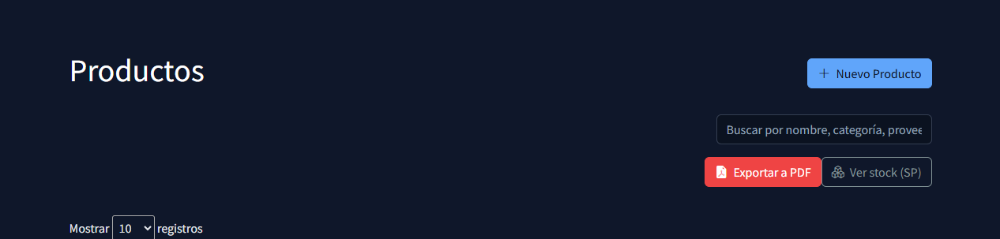 Productos
Nuevo Producto
Buscar por nombre, categoría, provee
Exportar a PDF
Ver stock (SP)
Mostrar 10 registros